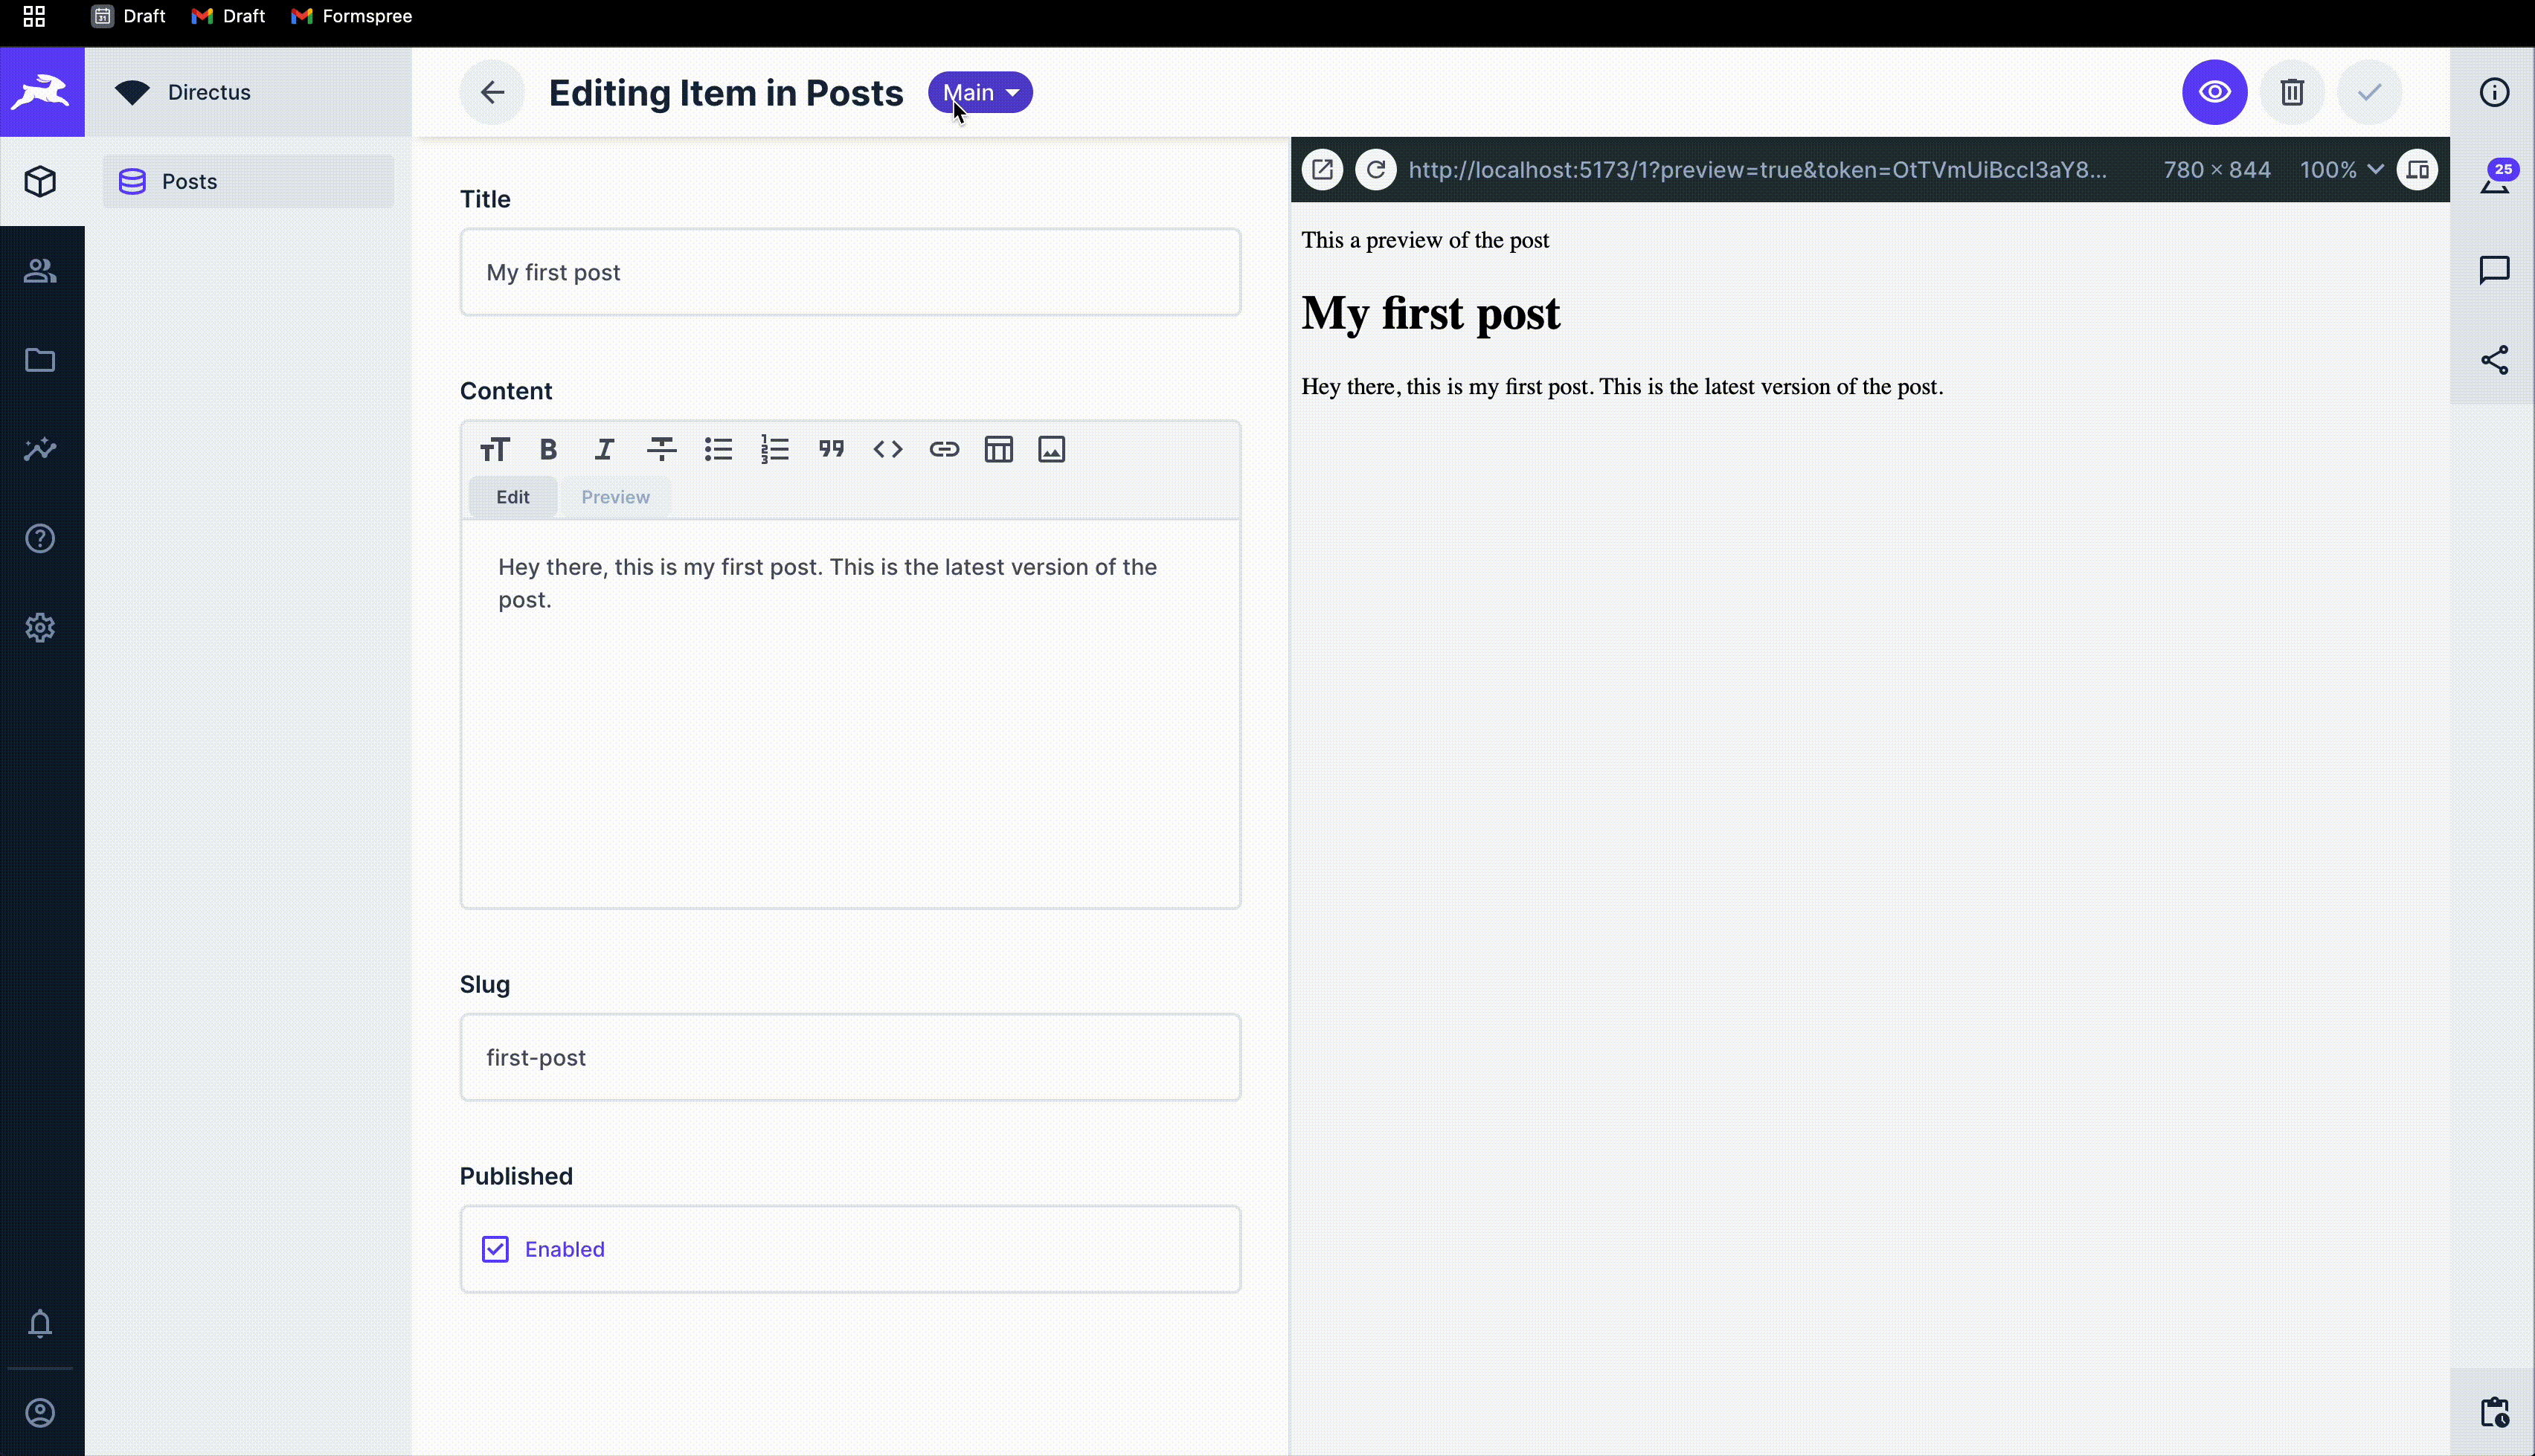 Draft
Draft
Formspree
Directus
Editing Item in Posts
Main
Posts
http://localhost:5173/1?preview=true&token=OtTVmUiBccI3aY8...
780 × 844
100%
25
Title
My first post
Content
Edit
Preview
Hey there, this is my first post. This is the latest version of the
post.
Slug
first-post
Published
Enabled
This a preview of the post
My first post
Hey there, this is my first post. This is the latest version of the post.